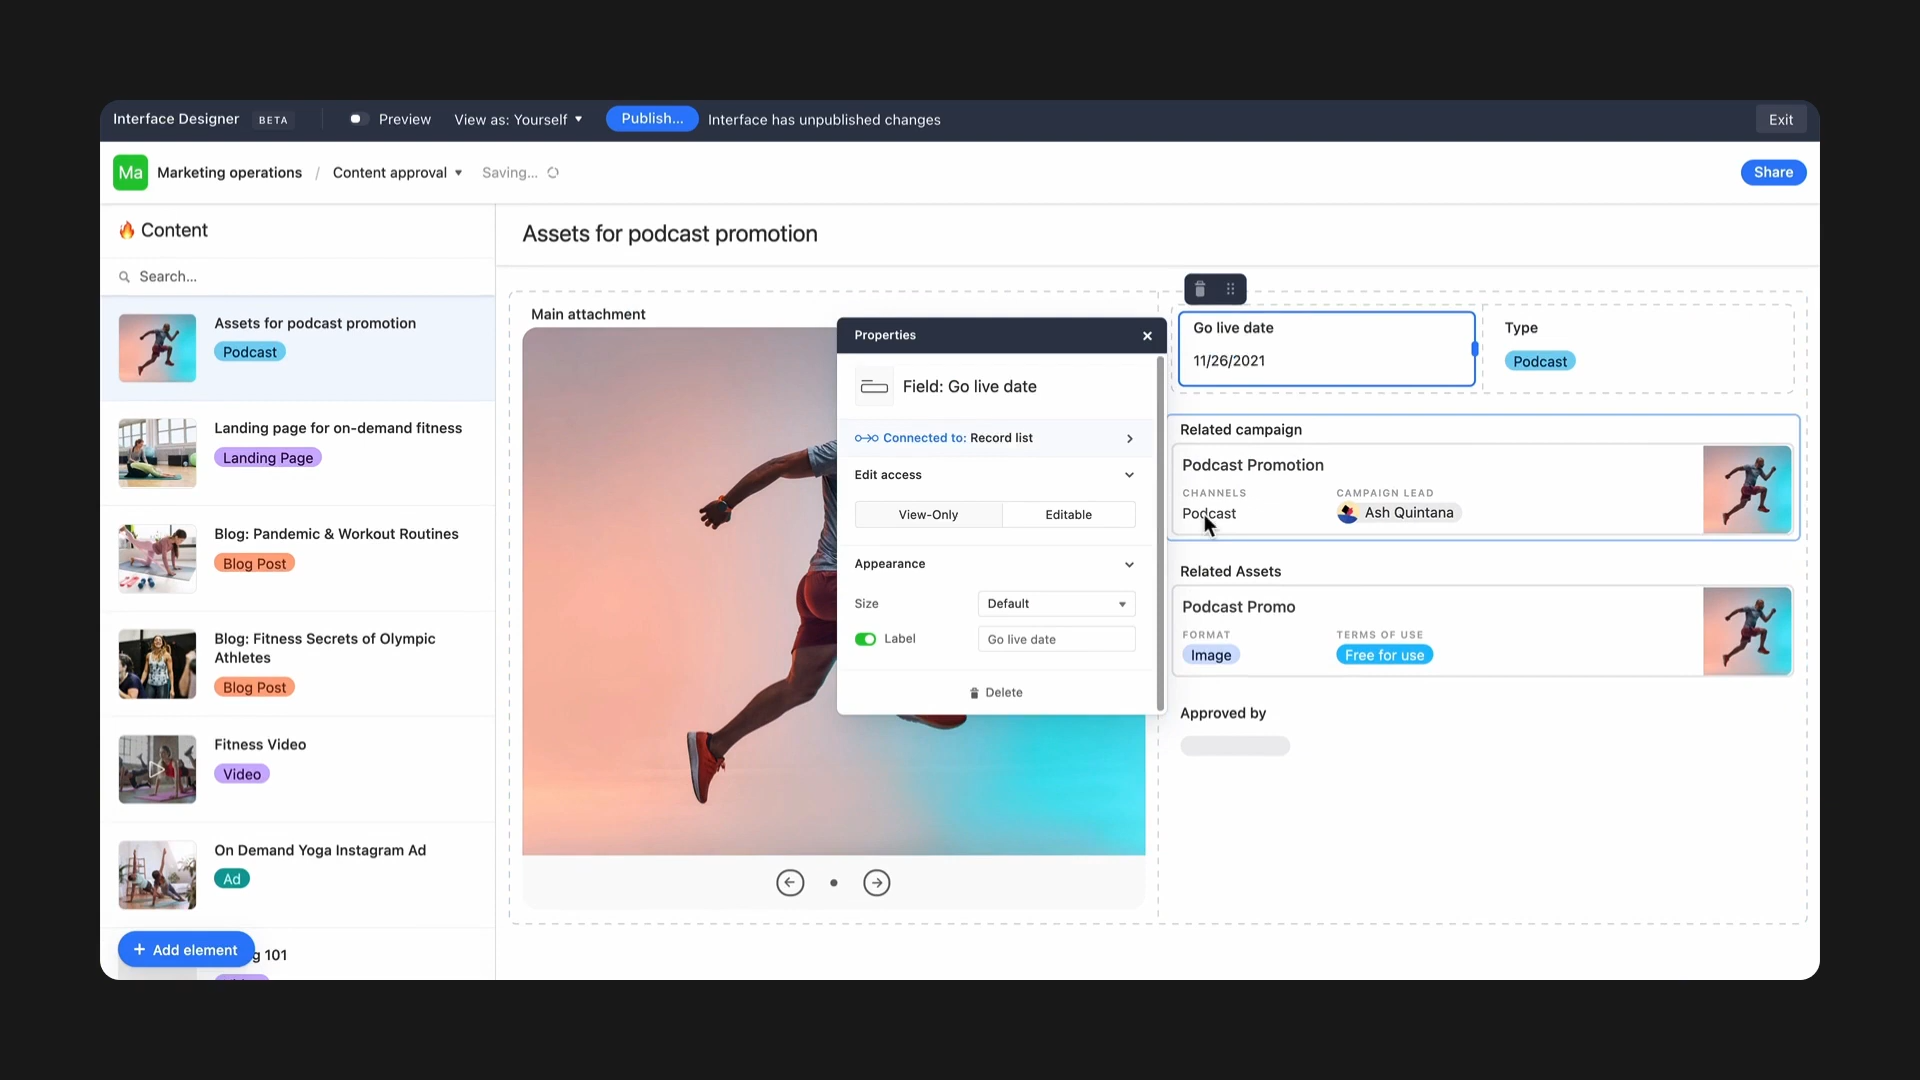 Interface Designer BETA Preview View as: Yourself Publish... Interface has unpublished changes Exit
Ma Marketing operations / Content approval Saving... Share
🔥 Content
Search...
Assets for podcast promotion
Podcast
Landing page for on-demand fitness
Landing Page
Blog: Pandemic & Workout Routines
Blog Post
Blog: Fitness Secrets of Olympic
Athletes
Blog Post
Fitness Video
Video
On Demand Yoga Instagram Ad
Ad
+ Add element
g 101
Assets for podcast promotion
Main attachment
Properties
Field: Go live date
Connected to: Record list
Edit access
View-Only Editable
Appearance
Size Default
Label Go live date
Delete
Go live date
11/26/2021
Type
Podcast
Related campaign
Podcast Promotion
CHANNELS CAMPAIGN LEAD
Podcast Ash Quintana
Related Assets
Podcast Promo
FORMAT TERMS OF USE
Image Free for use
Approved by